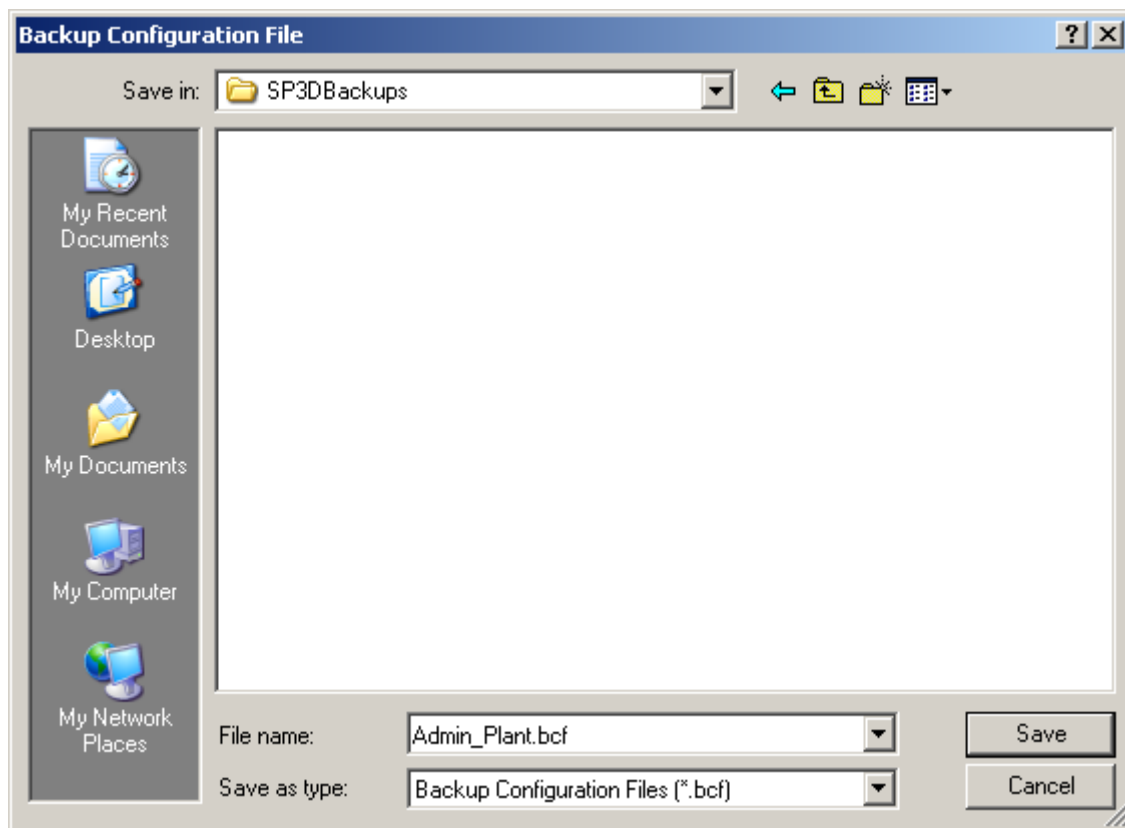 Backup Configuration File
Save in: SP3DBackups
My Recent
Documents
Desktop
My Documents
My Computer
My Network
Places
File name: Admin_Plant.bcf Save
Save as type: Backup Configuration Files (*.bcf) Cancel